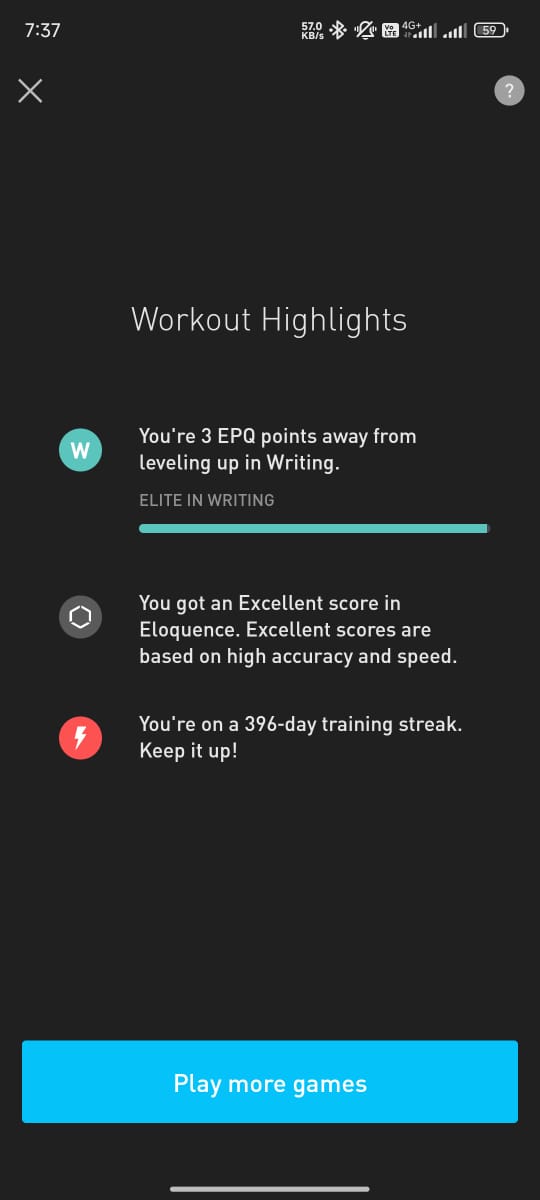 7:37
57.0
KB/s
Vo
LTE
4G+
59
?
Workout Highlights
W
You're 3 EPQ points away from
leveling up in Writing.
ELITE IN WRITING
You got an Excellent score in
Eloquence. Excellent scores are
based on high accuracy and speed.
You're on a 396-day training streak.
Keep it up!
Play more games